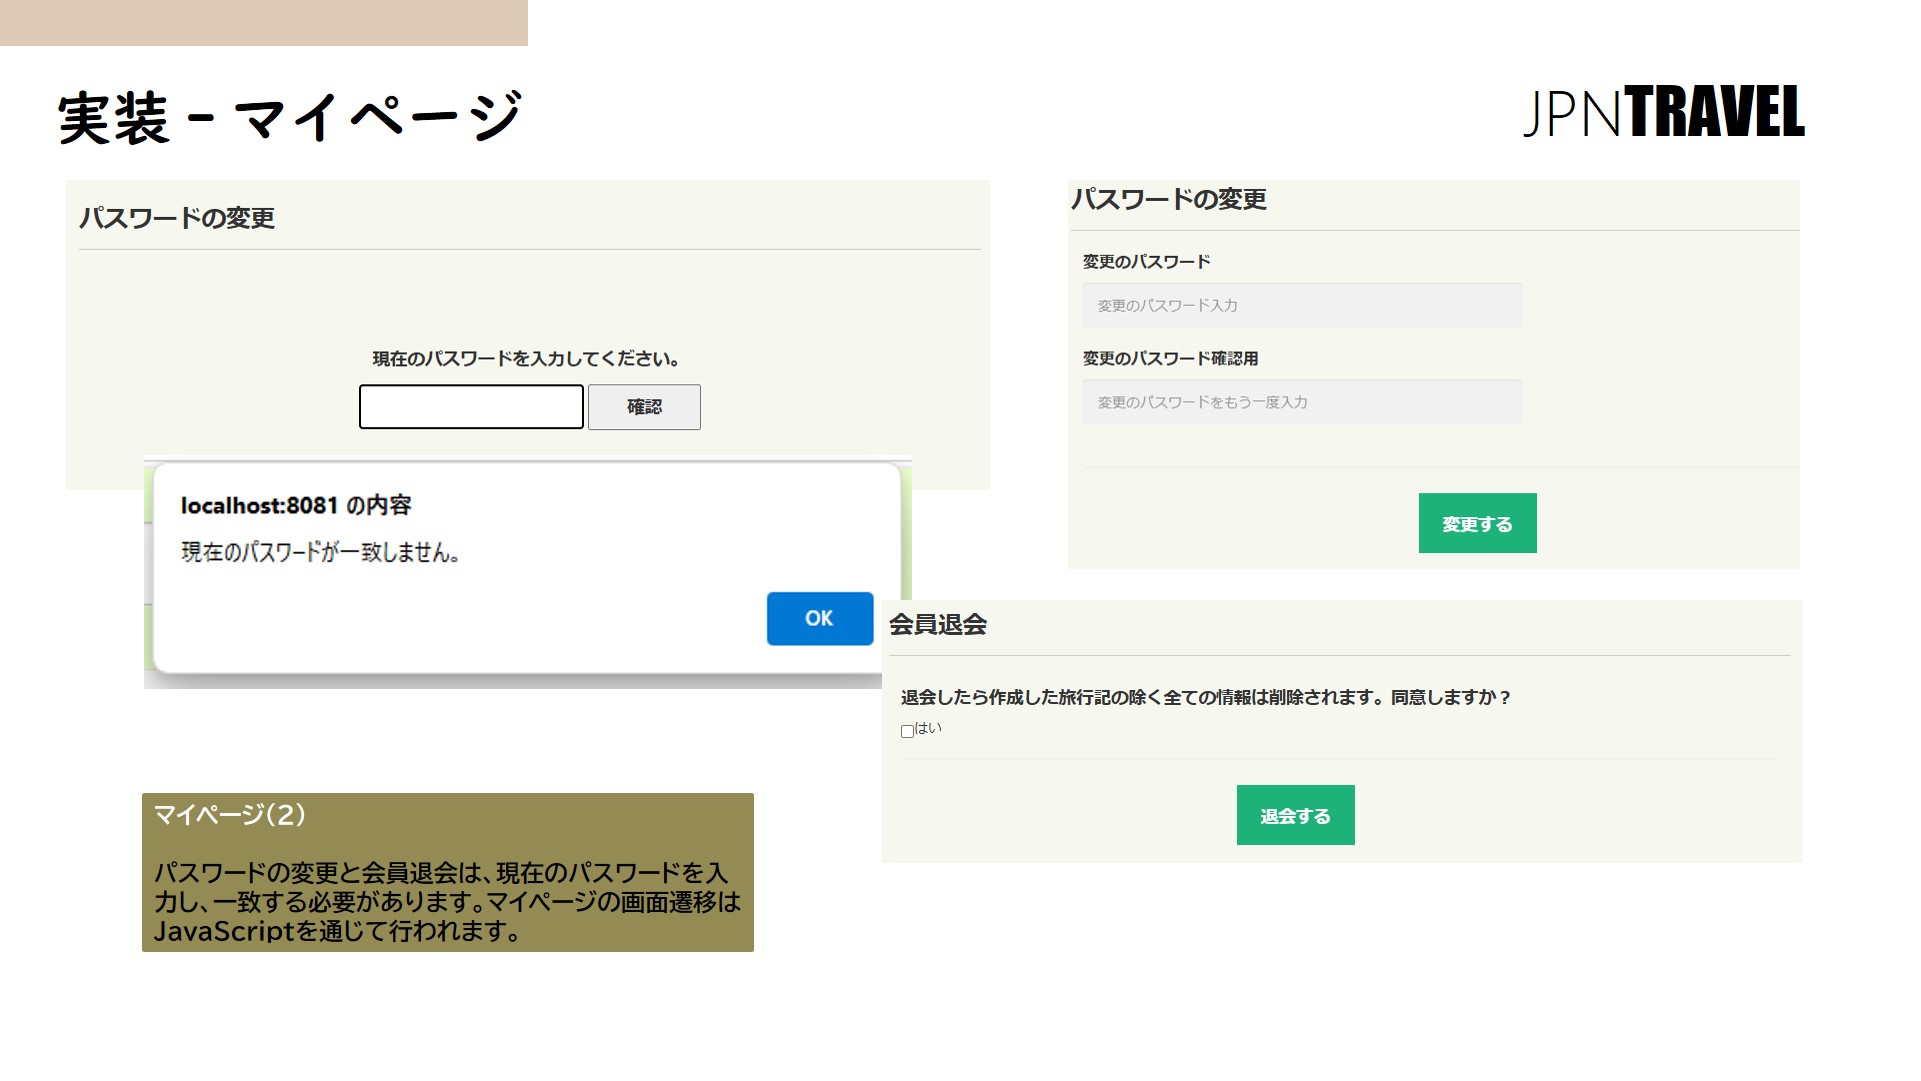 実装 - マイページ
JPNTRAVEL
パスワードの変更
現在のパスワードを入力してください。
確認
localhost:8081 の内容
現在のパスワードが一致しません。
OK
パスワードの変更
変更のパスワード
変更のパスワード入力
変更のパスワード確認用
変更のパスワードをもう一度入力
変更する
会員退会
退会したら作成した旅行記の除く全ての情報は削除されます。同意しますか？
はい
退会する
マイページ(2)
パスワードの変更と会員退会は、現在のパスワードを入
力し、一致する必要があります。マイページの画面遷移は
JavaScriptを通じて行われます。